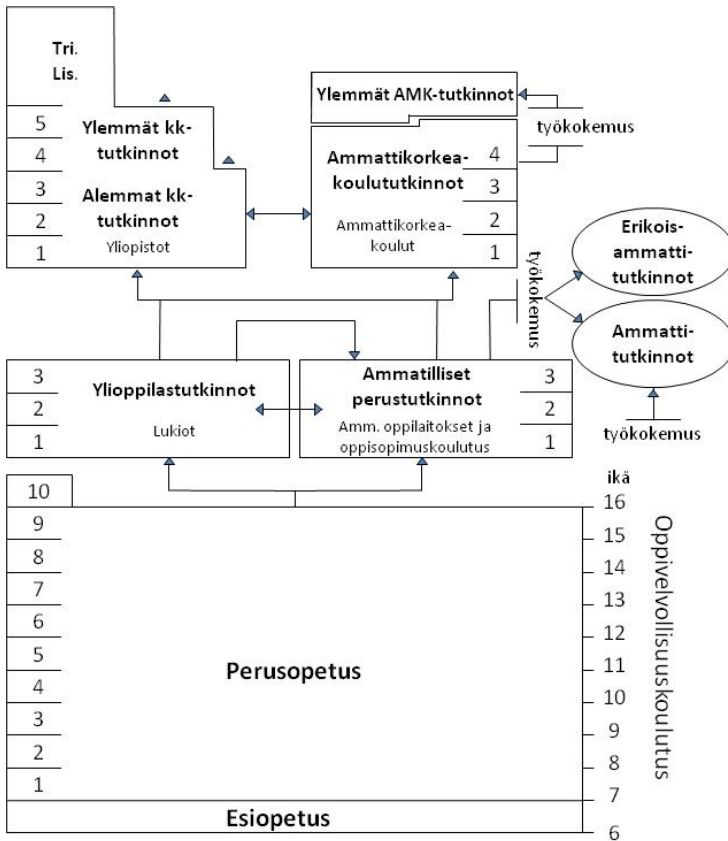 Tri.
Lis.
5
4
3
2
1
Ylemmät kk-
tutkinnot
Alemmat kk-
tutkinnot
Yliopistot
Ylemmät AMK-tutkinnot
työkokemus
Ammattikorkea-
koulututkinnot
Ammattikorkea-
koulut
4
3
2
1
työkokemus
Erikois-
ammatti-
tutkinnot
Ammatti-
tutkinnot
työkokemus
3
2
1
Ylioppilastutkinnot
Lukiot
Ammatilliset
perustutkinnot
Amm. oppilaitokset ja
oppisopimuskoulutus
3
2
1
10
9
8
7
6
5
4
3
2
1
Perusopetus
Esiopetus
ikä
16
15
14
13
12
11
10
9
8
7
6
Oppivelvollisuuskoulutus